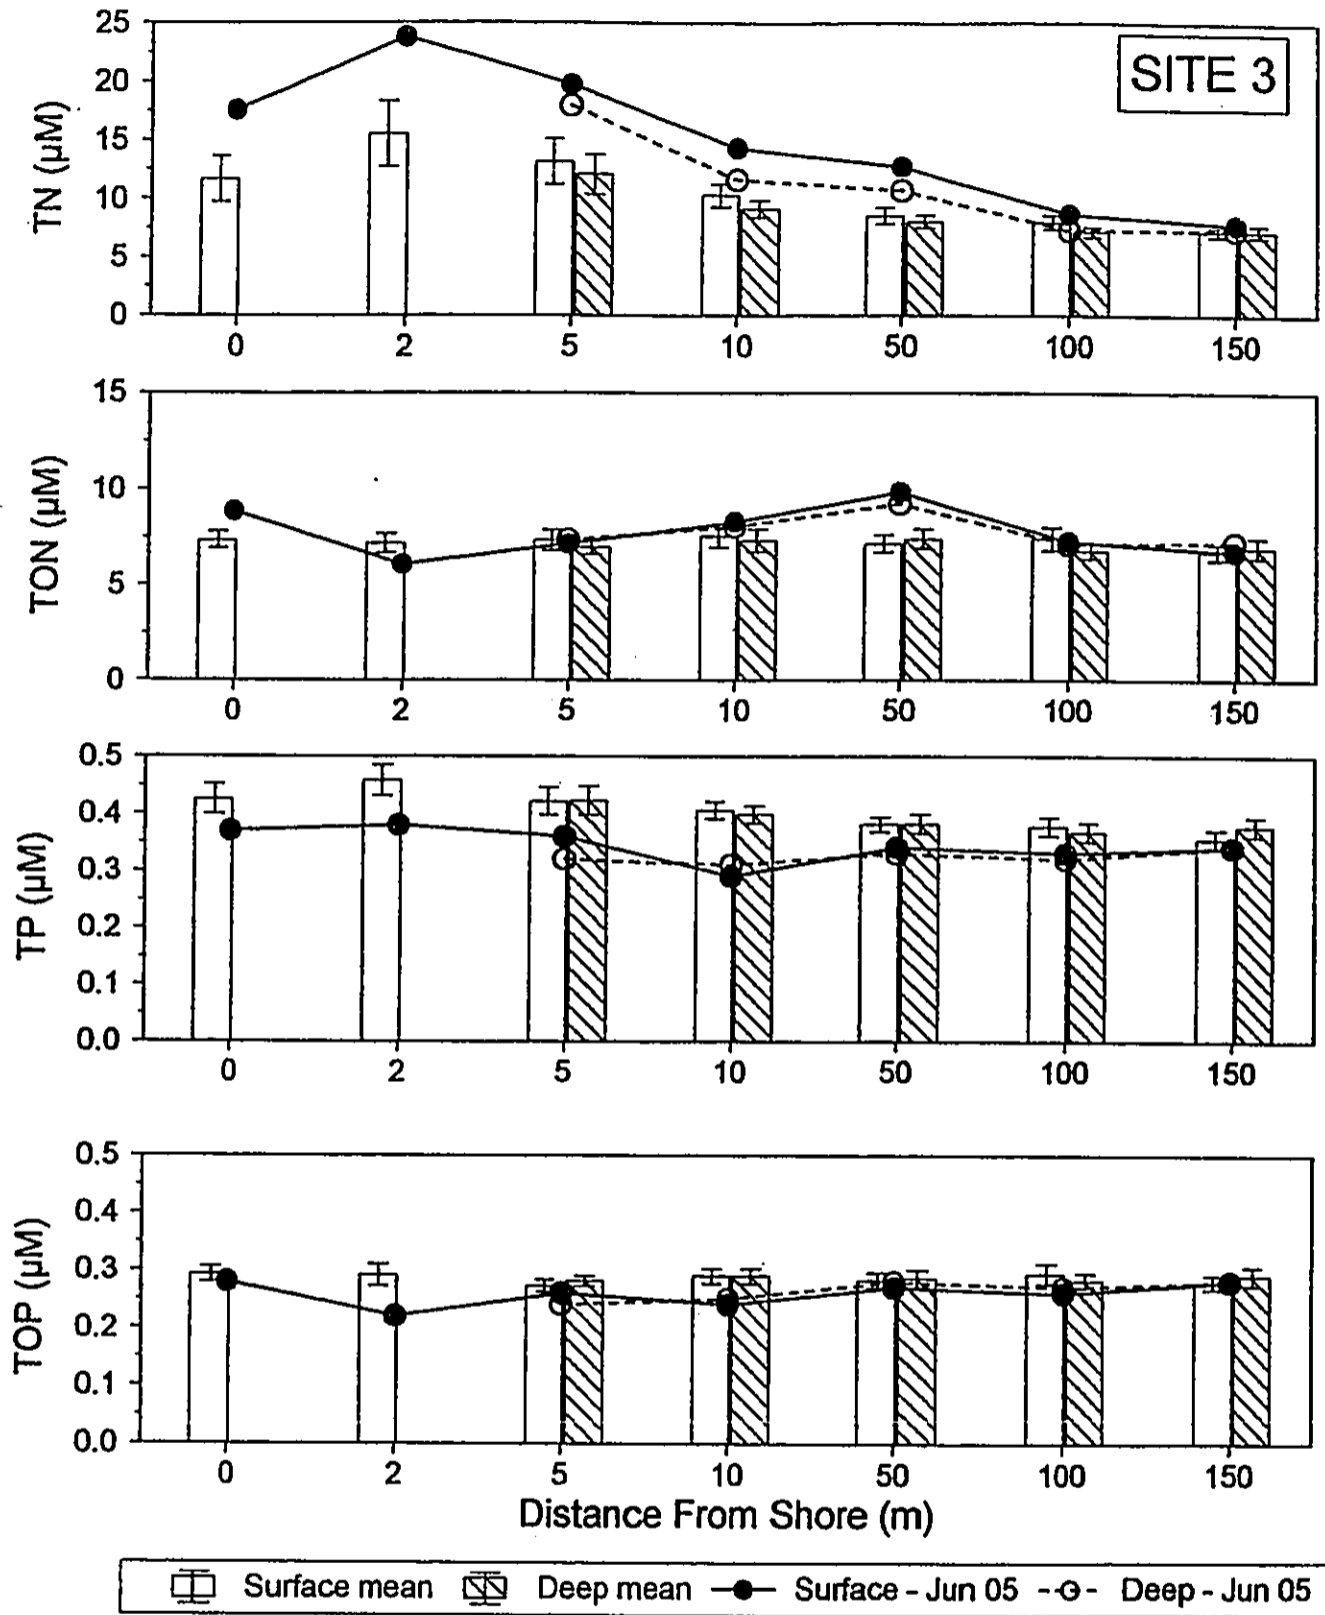 SITE 3
TN (µM)
25
20
15
10
5
0
0 2 5 10 50 100 150
TON (µM)
15
10
5
0
0 2 5 10 50 100 150
TP (µM)
0.5
0.4
0.3
0.2
0.1
0.0
0 2 5 10 50 100 150
TOP (µM)
0.5
0.4
0.3
0.2
0.1
0.0
0 2 5 10 50 100 150
Distance From Shore (m)
Surface mean Deep mean Surface - Jun 05 Deep - Jun 05